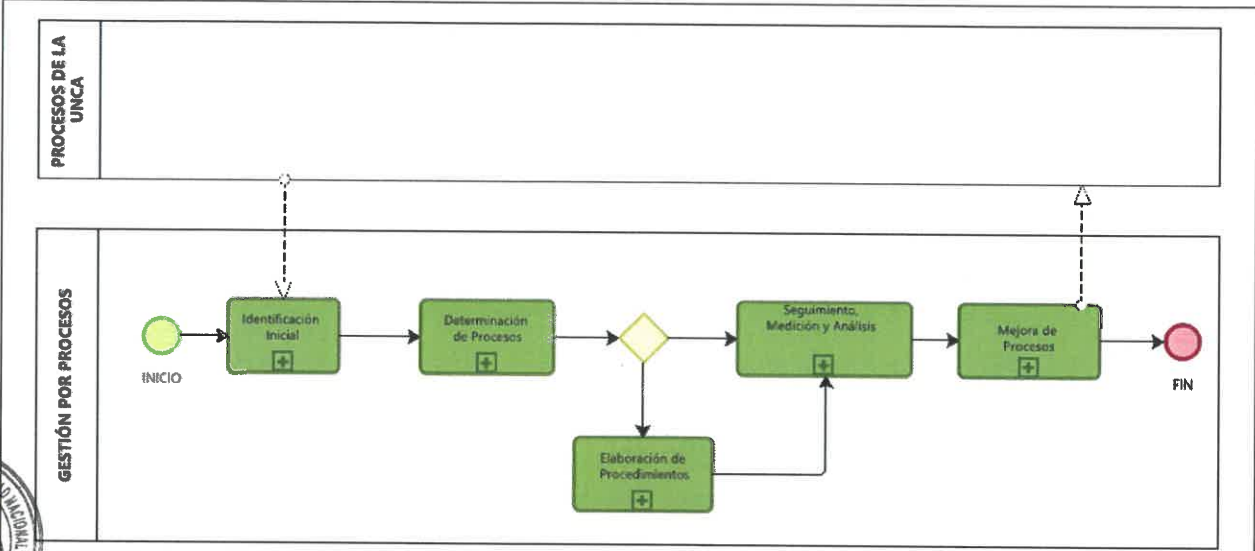 PROCESOS DE LA
UNCA
GESTIÓN POR PROCESOS
INICIO
Identificación
Inicial
Determinación
de Procesos
Elaboración de
Procedimientos
Seguimiento,
Medición y Análisis
Mejora de
Procesos
FIN
NACIONAL